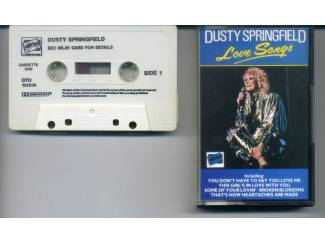 DUSTY SPRINGFIELD
SEE INLAY CARD FOR DETAILS
CASSETTE
ONE
DTO
10250A
SIDE 1
DUSTY SPRINGFIELD
Love Songs
Including:
YOU DON'T HAVE TO SAY YOU LOVE ME
THIS GIRL'S IN LOVE WITH YOU
SOME OF YOUR LOVIN' · BROKEN BLOSSOMS
THAT'S HOW HEARTACHES ARE MADE